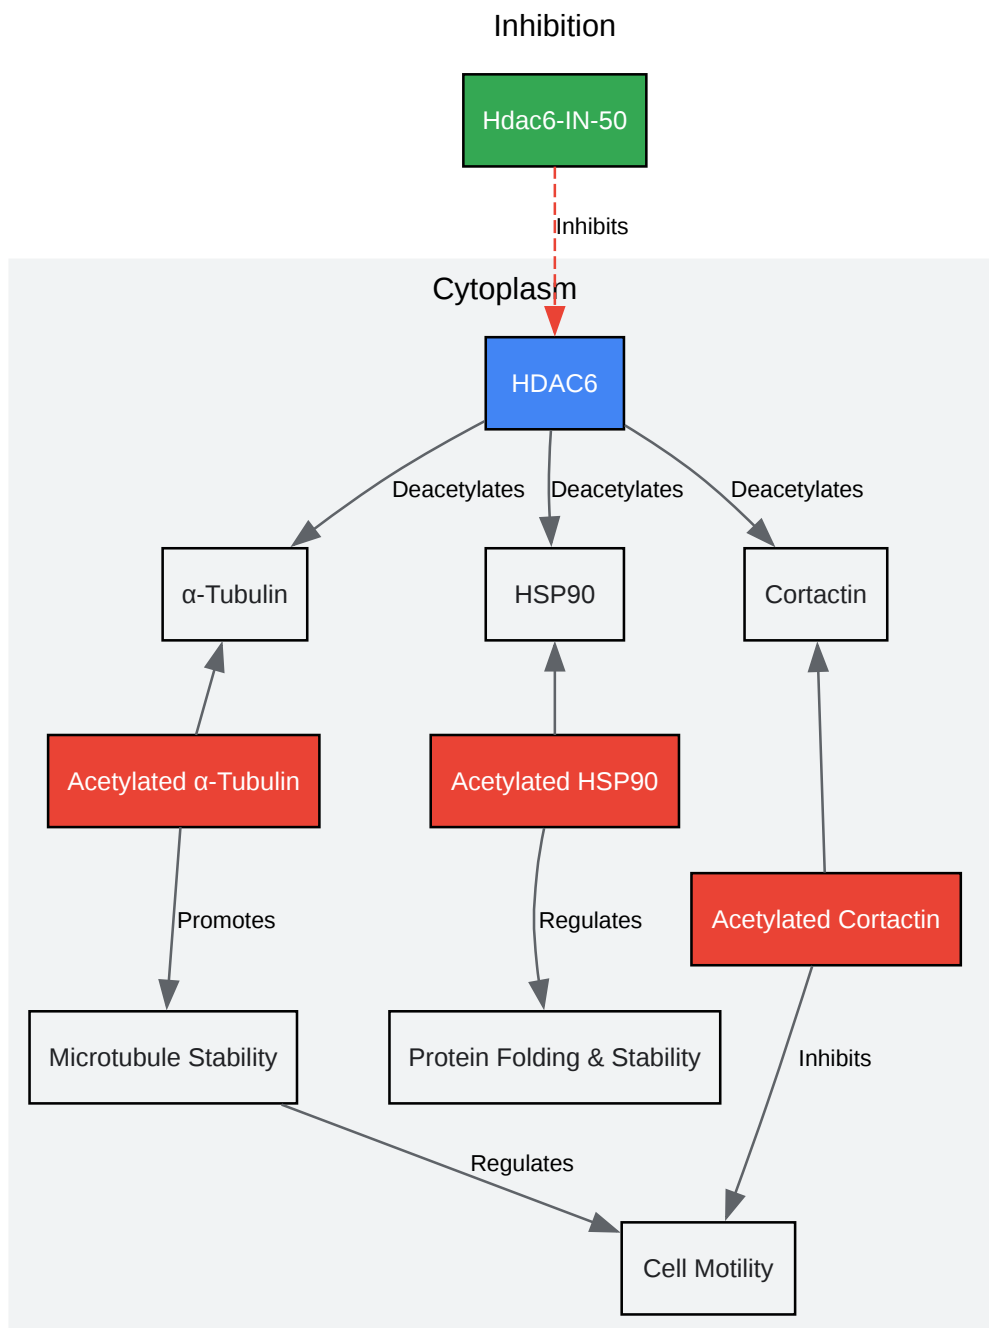 Inhibition
Hdac6-IN-50
Inhibits
Cytoplasm
HDAC6
Deacetylates
Deacetylates
Deacetylates
α-Tubulin
HSP90
Cortactin
Acetylated α-Tubulin
Acetylated HSP90
Acetylated Cortactin
Promotes
Regulates
Microtubule Stability
Protein Folding & Stability
Inhibits
Regulates
Cell Motility